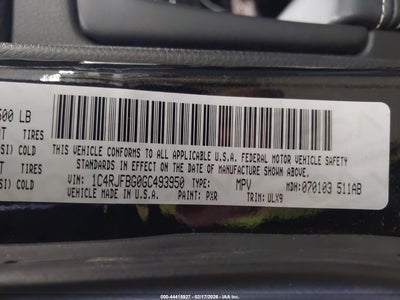 500 LB
TIRES
SI) COLD
TIRES
SI) COLD
THIS VEHICLE CONFORMS TO ALL APPLICABLE U.S.A. FEDERAL MOTOR VEHICLE SAFETY
STANDARDS IN EFFECT ON THE DATE OF MANUFACTURE SHOWN ABOVE.
VIN: 1C4RJFBG0GC493950 TYPE: MPV MDH: 070103 511AB
VEHICLE MADE IN U.S.A. PAINT: PXR TRIM: ULX9
000-44415927 - 02/17/2026 - IAA, Inc.